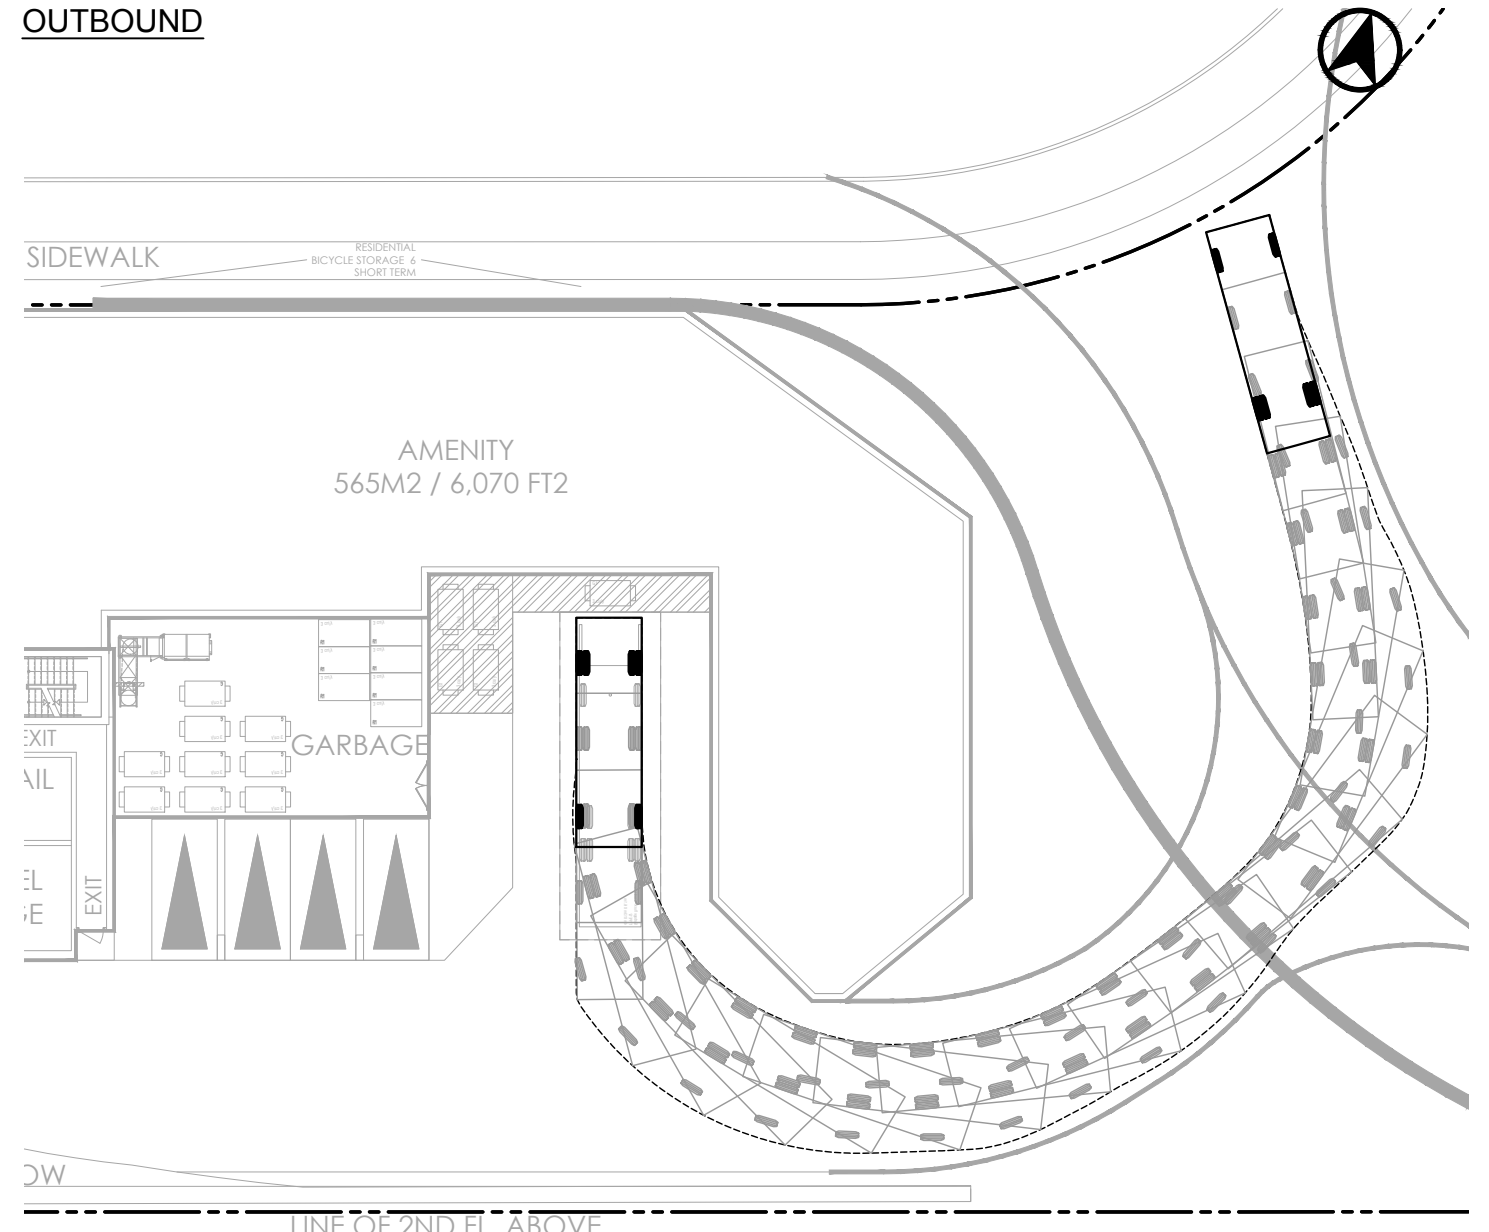 OUTBOUND
SIDEWALK
RESIDENTIAL
BICYCLE STORAGE 6
SHORT TERM
AMENITY
565M2 / 6,070 FT2
GARBAGE
EXIT
AIL
EL
GE
EXIT
OW
LINE OF 2ND FL. ABOVE